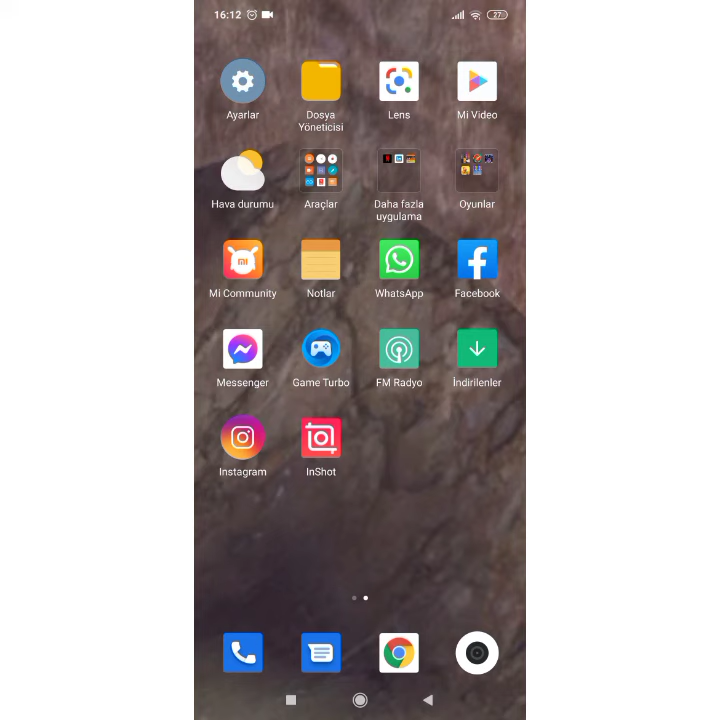 16:12
27
Ayarlar
Dosya
Yöneticisi
Lens
Mi Video
Hava durumu
Araçlar
Daha fazla
uygulama
Oyunlar
MI
Mi Community
Notlar
WhatsApp
Facebook
Messenger
Game Turbo
FM Radyo
İndirilenler
Instagram
InShot